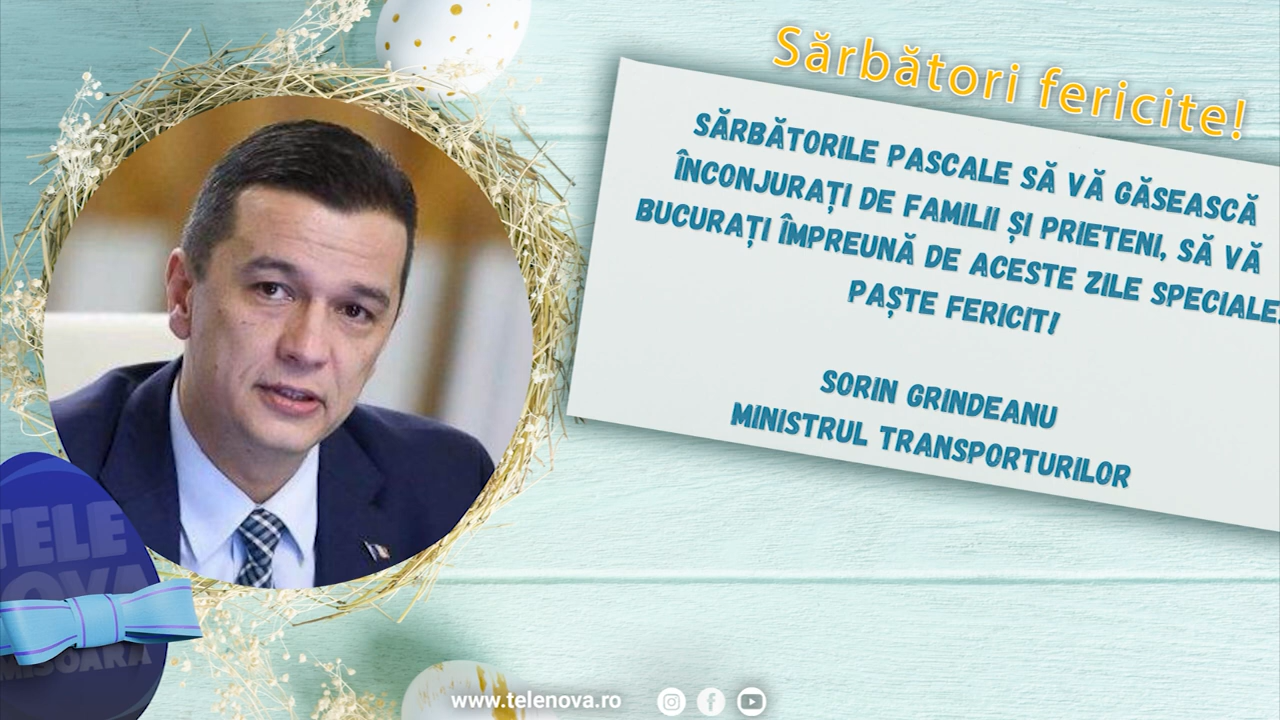 Sărbători fericite!
SĂRBĂTORILE PASCALE SĂ VĂ GĂSEASCĂ
ÎNCONJURAȚI DE FAMILII ȘI PRIETENI, SĂ VĂ
BUCURAȚI ÎMPREUNĂ DE ACESTE ZILE SPECIALE.
PAȘTE FERICIT!
SORIN GRINDEANU
MINISTRUL TRANSPORTURILOR
TELE
NOVA
www.telenova.ro